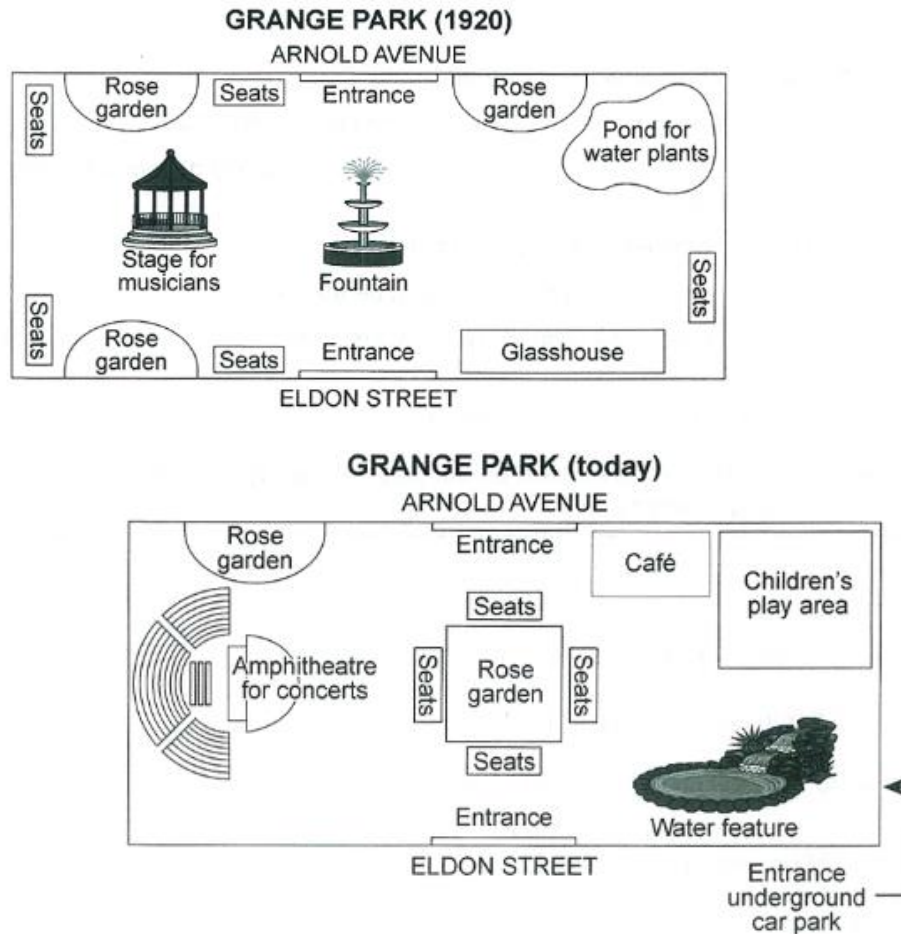 GRANGE PARK (1920)
ARNOLD AVENUE
Rose
garden
Seats
Entrance
Rose
garden
Seats
Pond for
water plants
Stage for
musicians
Fountain
Seats
Seats
Rose
garden
Seats
Entrance
Glasshouse
ELDON STREET
GRANGE PARK (today)
ARNOLD AVENUE
Rose
garden
Entrance
Café
Children's
play area
Seats
Amphitheatre
for concerts
Seats
Rose
garden
Seats
Seats
Entrance
Water feature
ELDON STREET
Entrance
underground
car park